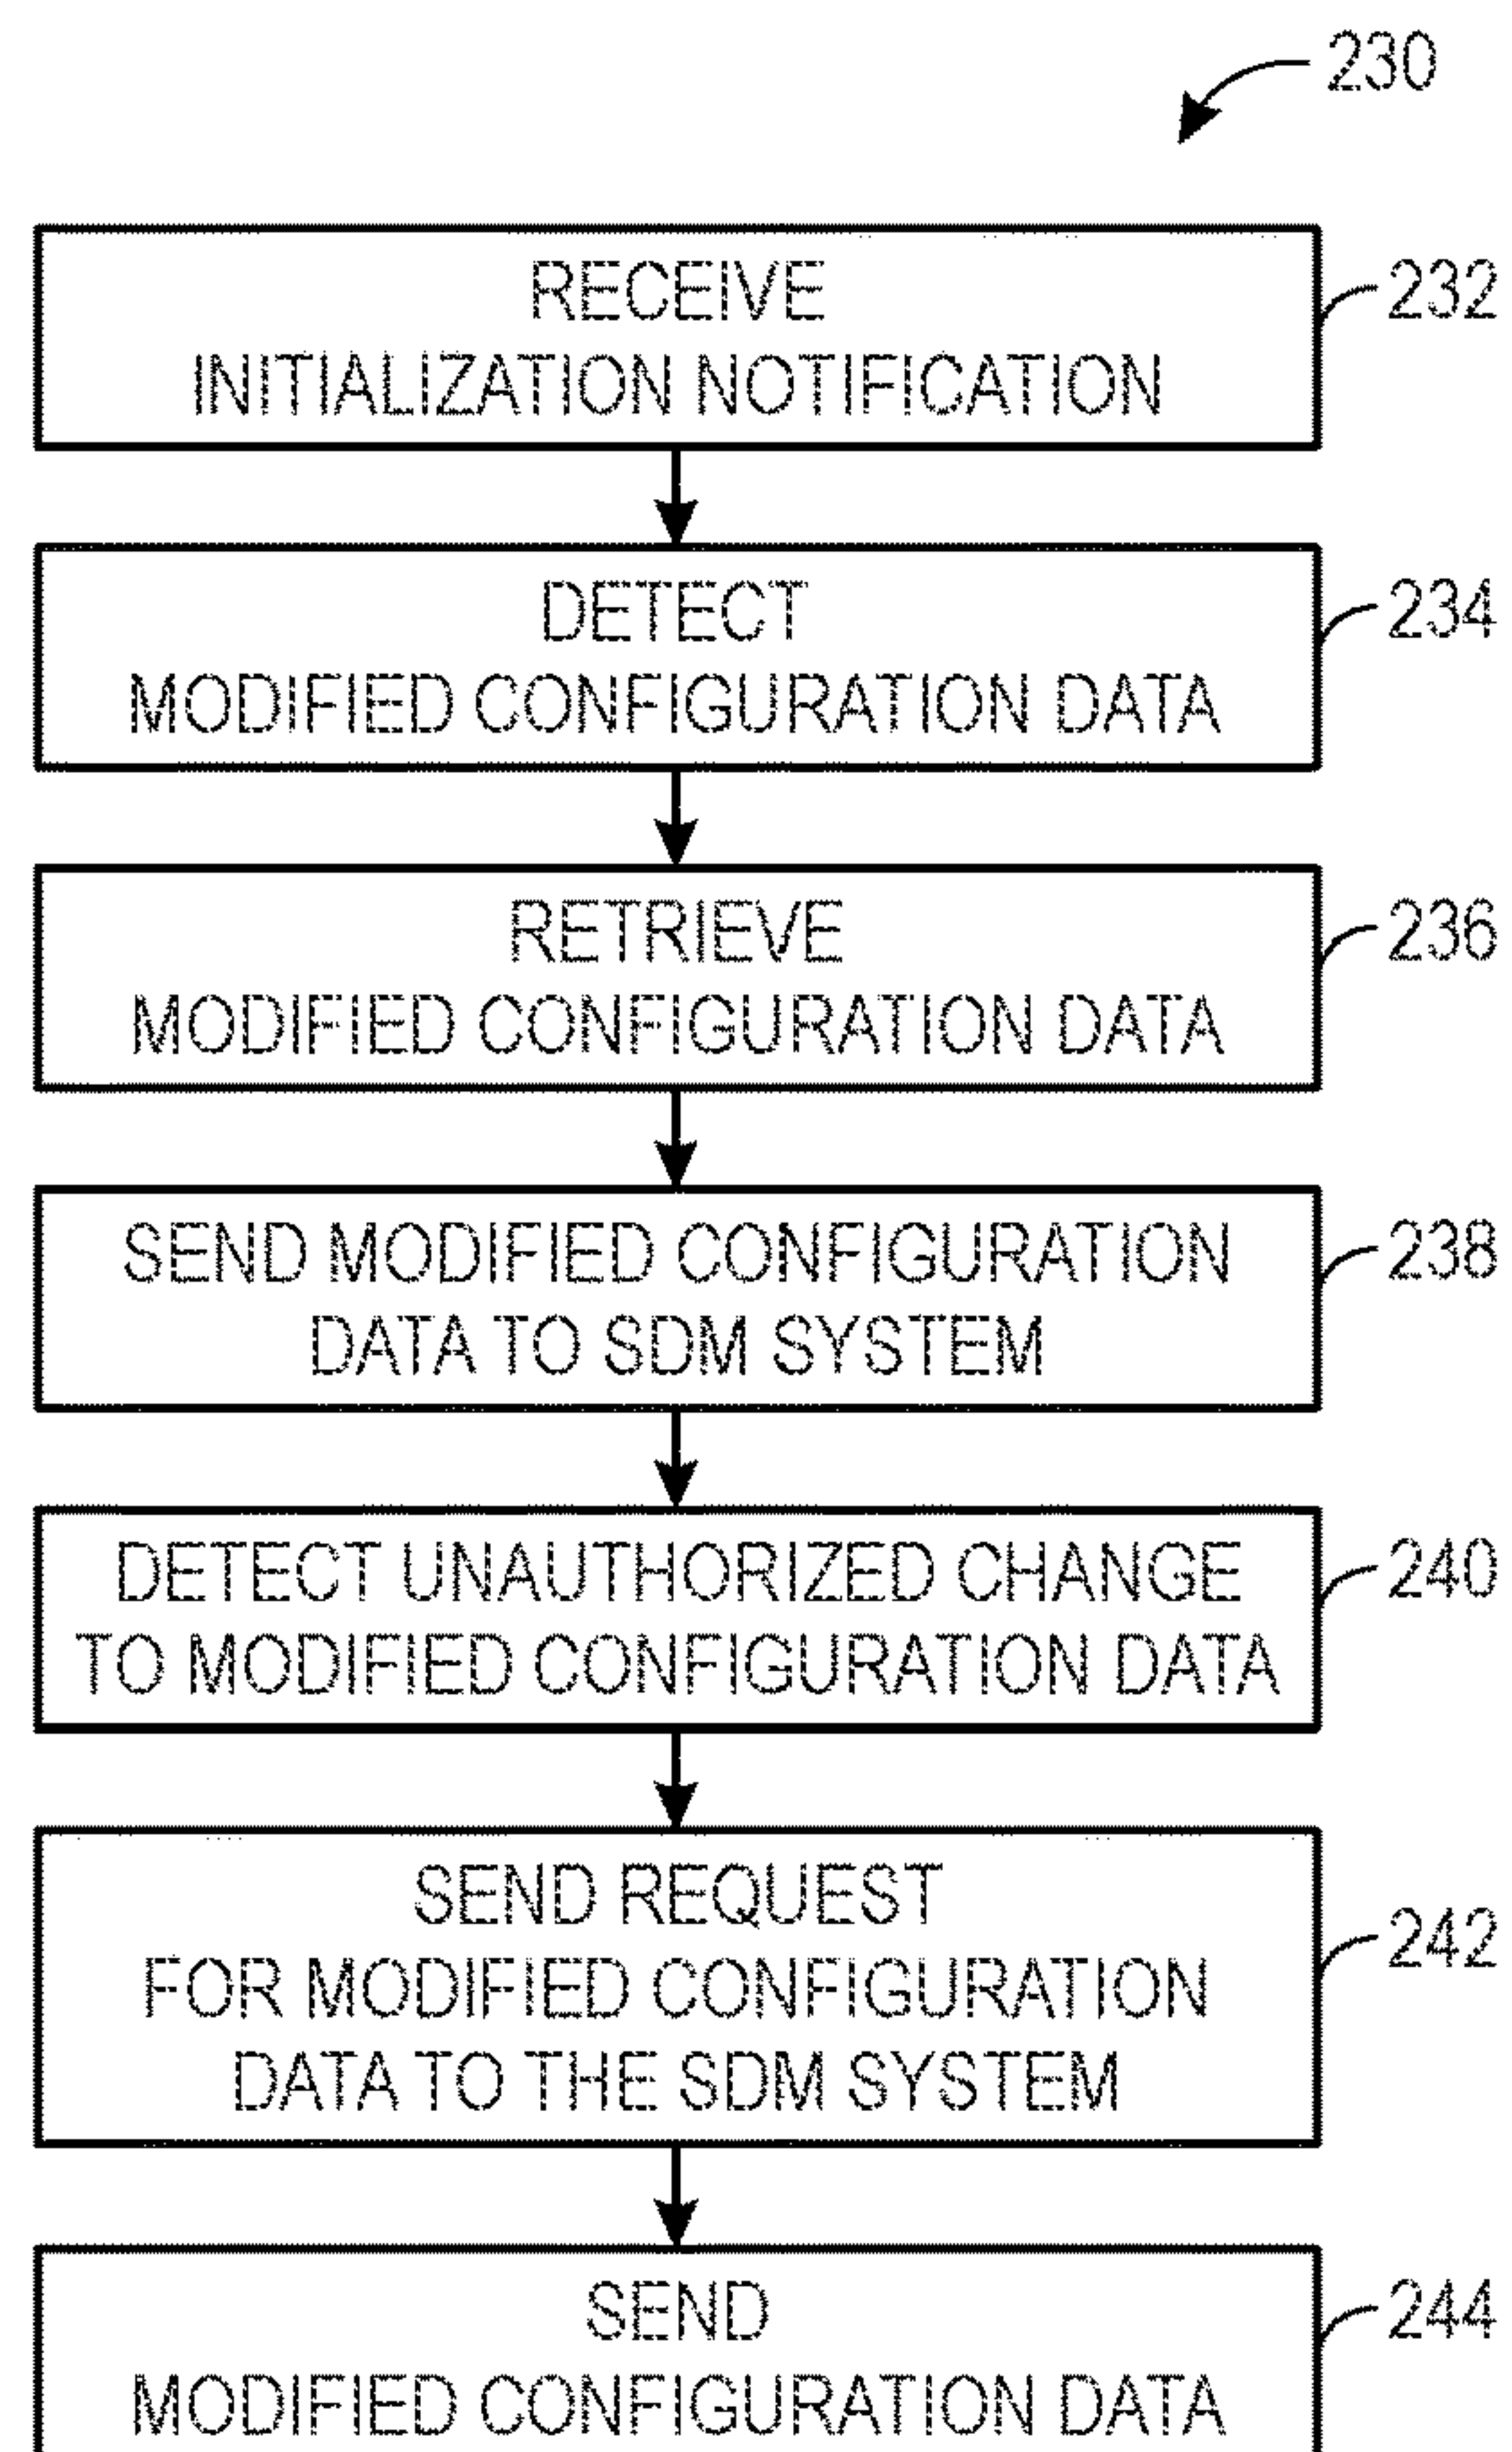 230
RECEIVE
INITIALIZATION NOTIFICATION
232
DETECT
MODIFIED CONFIGURATION DATA
234
RETRIEVE
MODIFIED CONFIGURATION DATA
236
SEND MODIFIED CONFIGURATION
DATA TO SDM SYSTEM
238
DETECT UNAUTHORIZED CHANGE
TO MODIFIED CONFIGURATION DATA
240
SEND REQUEST
FOR MODIFIED CONFIGURATION
DATA TO THE SDM SYSTEM
242
SEND
MODIFIED CONFIGURATION DATA
244